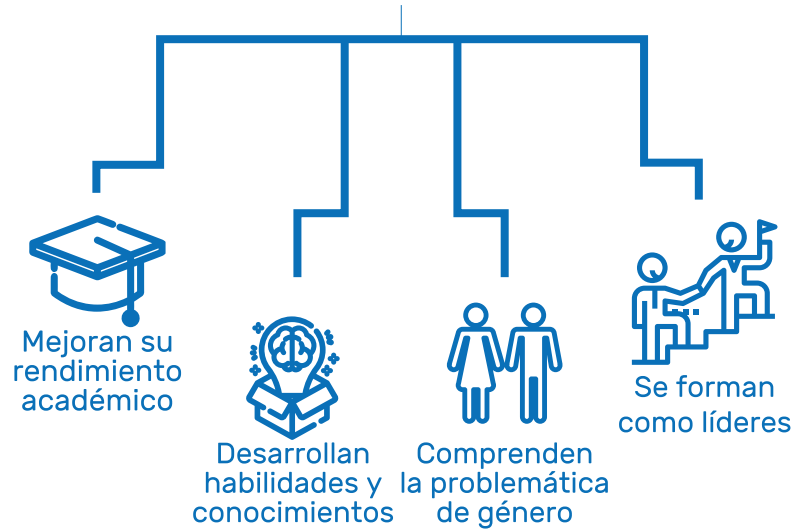 Mejoran su
rendimiento
académico
Desarrollan
habilidades y
conocimientos
Comprenden
la problemática
de género
Se forman
como líderes